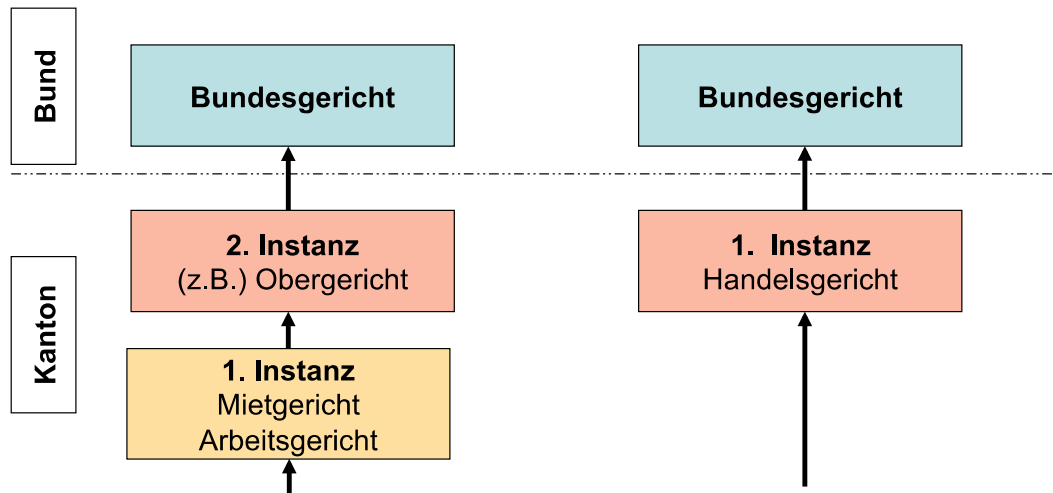 Bund
Bundesgericht
Bundesgericht
Kanton
2. Instanz
(z.B.) Obergericht
1. Instanz
Handelsgericht
1. Instanz
Mietgericht
Arbeitsgericht